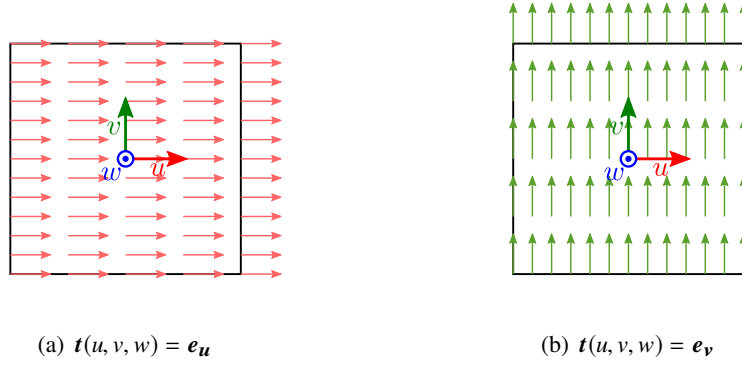 v
w
u
v
w
u
(a) t(u, v, w) = e_u
(b) t(u, v, w) = e_v